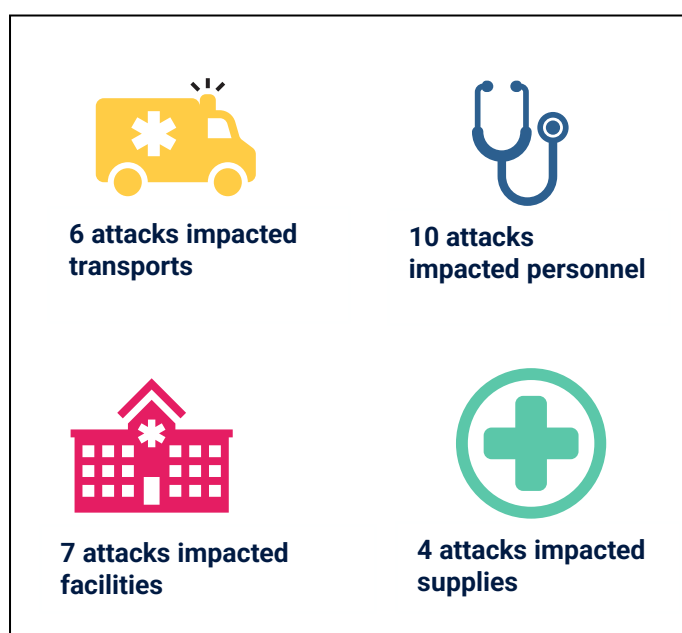 6 attacks impacted
transports
10 attacks
impacted personnel
7 attacks impacted
facilities
4 attacks impacted
supplies